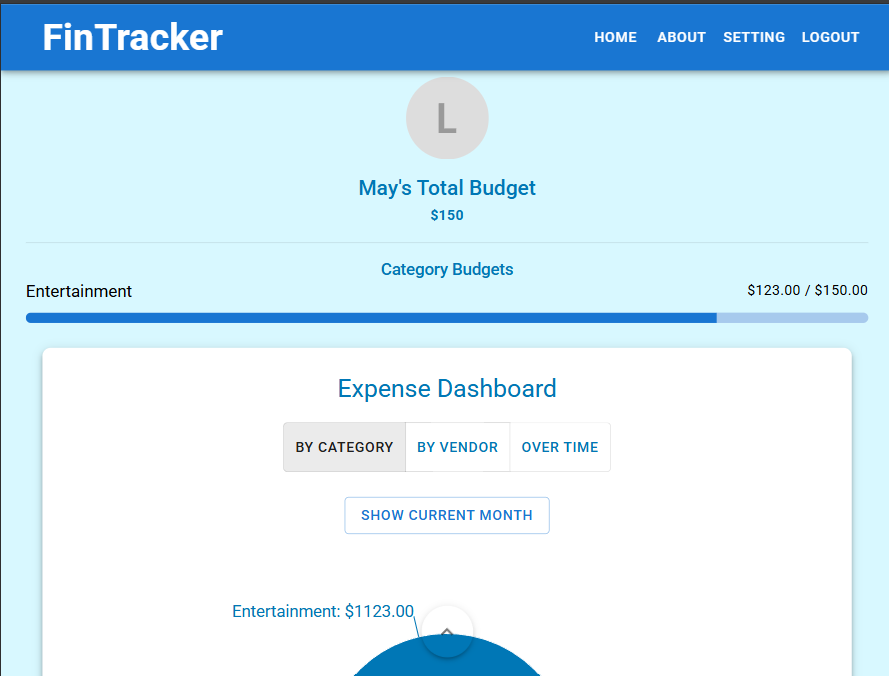 FinTracker
HOME ABOUT SETTING LOGOUT
L
May's Total Budget
$150
Category Budgets
Entertainment $123.00 / $150.00
Expense Dashboard
BY CATEGORY BY VENDOR OVER TIME
SHOW CURRENT MONTH
Entertainment: $1123.00